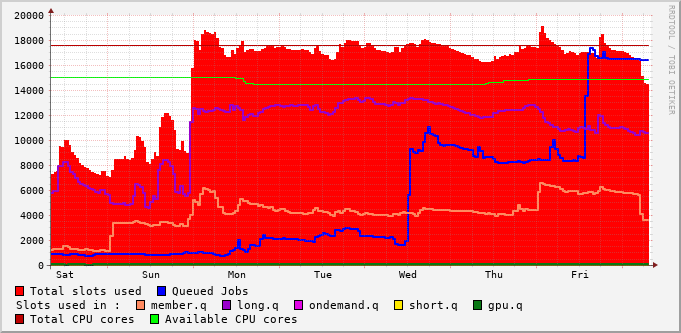 20000
18000
16000
14000
12000
10000
8000
6000
4000
2000
0
Sat Sun Mon Tue Wed Thu Fri
Total slots used Queued Jobs
Slots used in : member.q long.q ondemand.q short.q gpu.q
Total CPU cores Available CPU cores
RRDTOOL / TOBI OETIKER